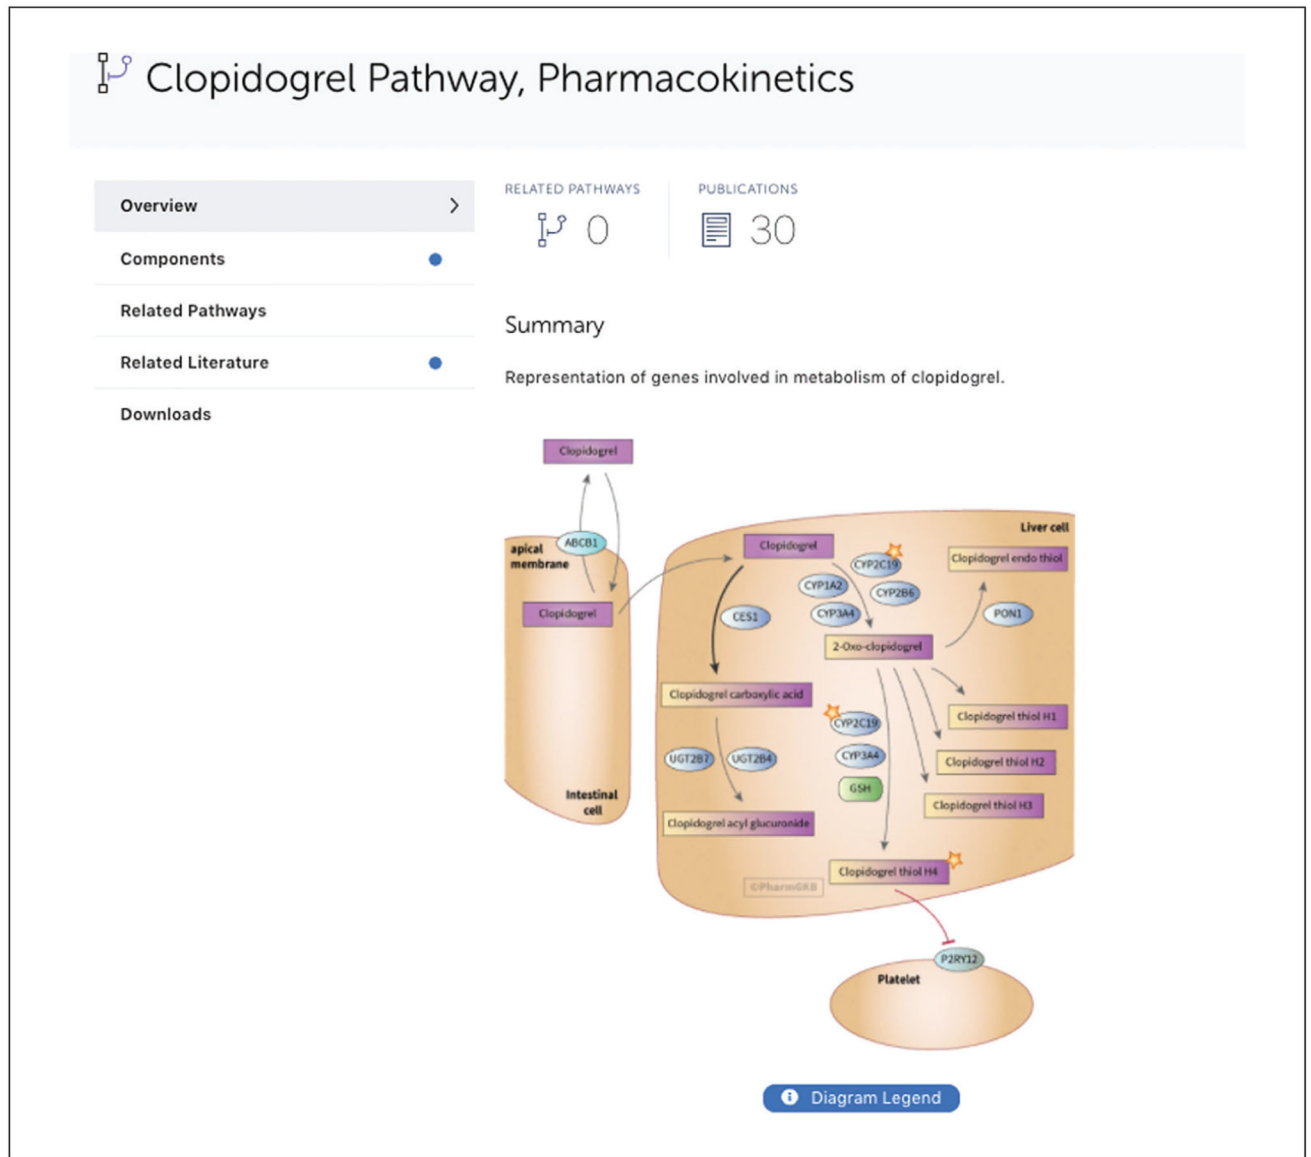 Clopidogrel Pathway, Pharmacokinetics
Overview
Components
Related Pathways
Related Literature
Downloads
RELATED PATHWAYS
0
PUBLICATIONS
30
Summary
Representation of genes involved in metabolism of clopidogrel.
Clopidogrel
ABCB1
apical
membrane
Clopidogrel
Intestinal
cell
Liver cell
Clopidogrel
CYP2C19
CYP1A2
CYP2B6
CYP3A4
CES1
Clopidogrel endo thiol
PON1
2-Oxo-clopidogrel
Clopidogrel carboxylic acid
UGT2B7
UGT2B4
Clopidogrel acyl glucuronide
CYP2C19
CYP3A4
GSH
Clopidogrel thiol H1
Clopidogrel thiol H2
Clopidogrel thiol H3
Clopidogrel thiol H4
©PharmGKB
P2RY12
Platelet
Diagram Legend